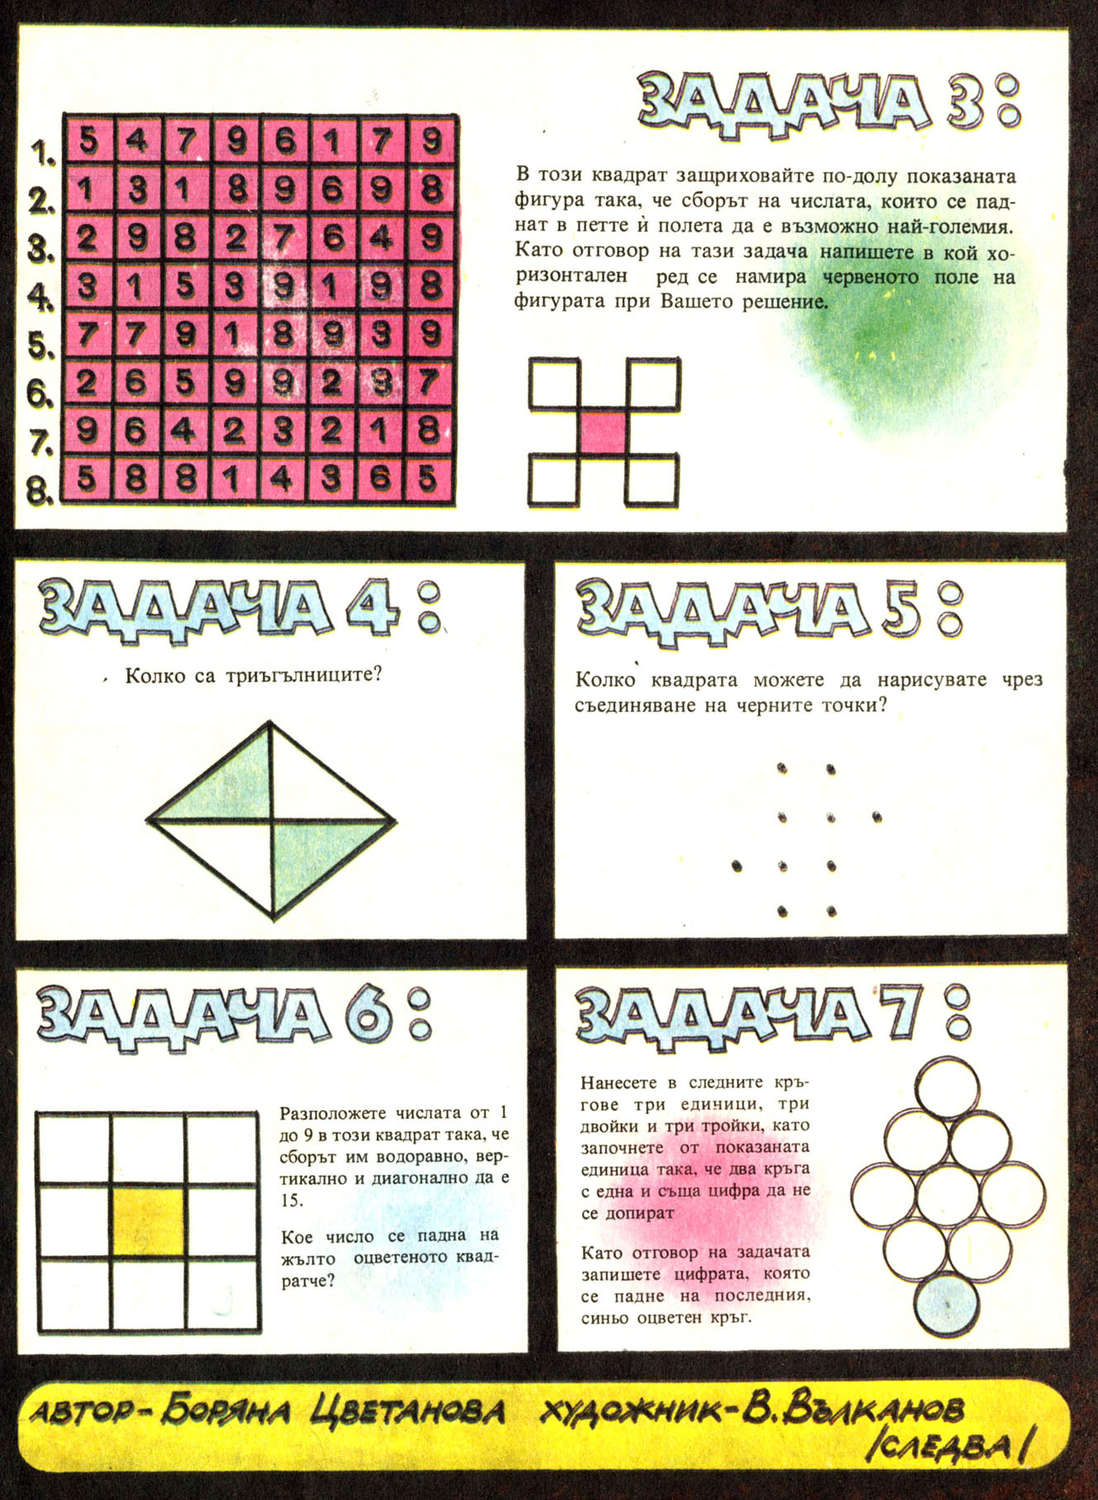 ЗАДАЧА 3:
В този квадрат защриховайте по-долу показаната
фигура така, че сборът на числата, които се пад-
нат в петте ѝ полета да е възможно най-големия.
Като отговор на тази задача напишете в кой хо-
ризонтален ред се намира червеното поле на
фигурата при Вашето решение.
1. 5 4 7 9 6 1 7 9
2. 1 3 1 8 9 6 9 8
3. 2 9 8 2 7 6 4 9
4. 3 1 5 3 9 1 9 8
5. 7 7 9 1 8 9 3 9
6. 2 6 5 9 9 2 3 7
7. 9 6 4 2 3 2 1 8
8. 5 8 8 1 4 3 6 5
ЗАДАЧА 4:
Колко са триъгълниците?
ЗАДАЧА 5:
Колко квадрата можете да нарисувате чрез
съединяване на черните точки?
ЗАДАЧА 6:
Разположете числата от 1
до 9 в този квадрат така, че
сборът им водоравно, вер-
тикално и диагонално да е
15.
Кое число се падна на
жълто оцветеното квад-
ратче?
ЗАДАЧА 7:
Нанесете в следните кръ-
гове три единици, три
двойки и три тройки, като
започнете от показаната
единица така, че два кръга
с една и съща цифра да не
се допират
Като отговор на задачата
запишете цифрата, която
се падне на последния,
синьо оцветен кръг.
АВТОР - БОРЯНА ЦВЕТАНОВА ХУДОЖНИК - В. ВЪЛКАНОВ
/СЛЕДВА/